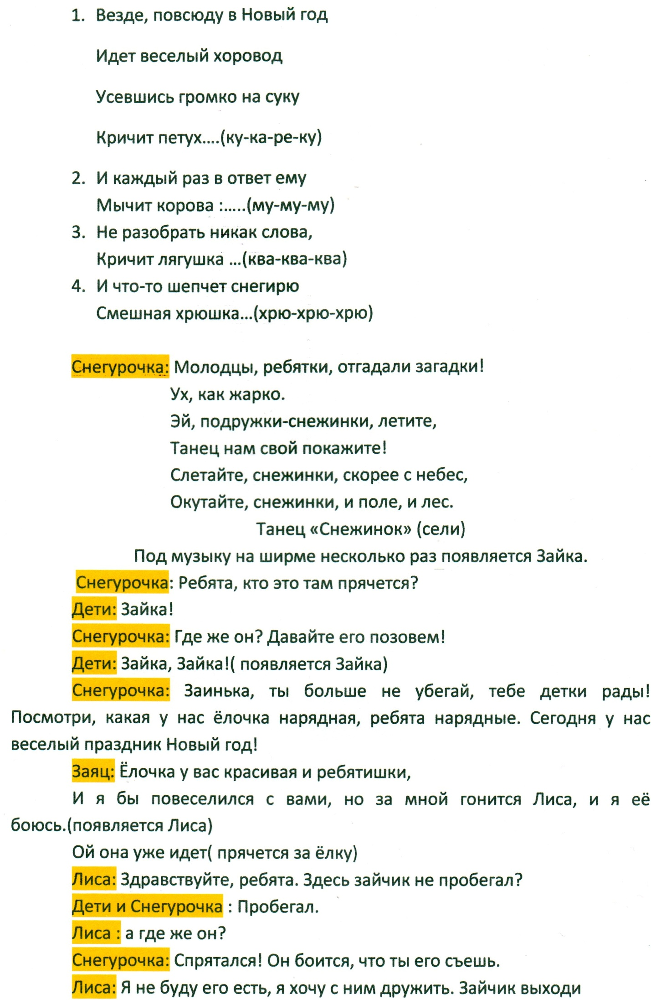 1. Везде, повсюду в Новый год
Идет веселый хоровод
Усевшись громко на суку
Кричит петух....(ку-ка-ре-ку)
2. И каждый раз в ответ ему
Мычит корова :.....(му-му-му)
3. Не разобрать никак слова,
Кричит лягушка ...(ква-ква-ква)
4. И что-то шепчет снегирю
Смешная хрюшка...(хрю-хрю-хрю)
Снегурочка: Молодцы, ребятки, отгадали загадки!
Ух, как жарко.
Эй, подружки-снежинки, летите,
Танец нам свой покажите!
Слетайте, снежинки, скорее с небес,
Окутайте, снежинки, и поле, и лес.
Танец «Снежинок» (сели)
Под музыку на ширме несколько раз появляется Зайка.
Снегурочка: Ребята, кто это там прячется?
Дети: Зайка!
Снегурочка: Где же он? Давайте его позовем!
Дети: Зайка, Зайка!( появляется Зайка)
Снегурочка: Заинька, ты больше не убегай, тебе детки рады!
Посмотри, какая у нас ёлочка нарядная, ребята нарядные. Сегодня у нас
веселый праздник Новый год!
Заяц: Ёлочка у вас красивая и ребятишки,
И я бы повеселился с вами, но за мной гонится Лиса, и я её
боюсь.(появляется Лиса)
Ой она уже идет( прячется за ёлку)
Лиса: Здравствуйте, ребята. Здесь зайчик не пробегал?
Дети и Снегурочка : Пробегал.
Лиса : а где же он?
Снегурочка: Спрятался! Он боится, что ты его съешь.
Лиса: Я не буду его есть, я хочу с ним дружить. Зайчик выходи